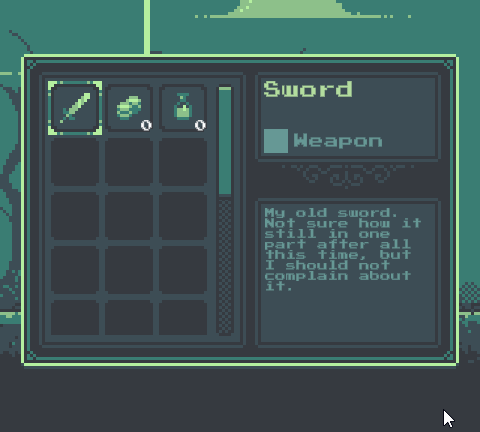 Sword
0
0
Weapon
My old sword.
Not sure how it
still in one
part after all
this time, but
I should not
complain about
it.